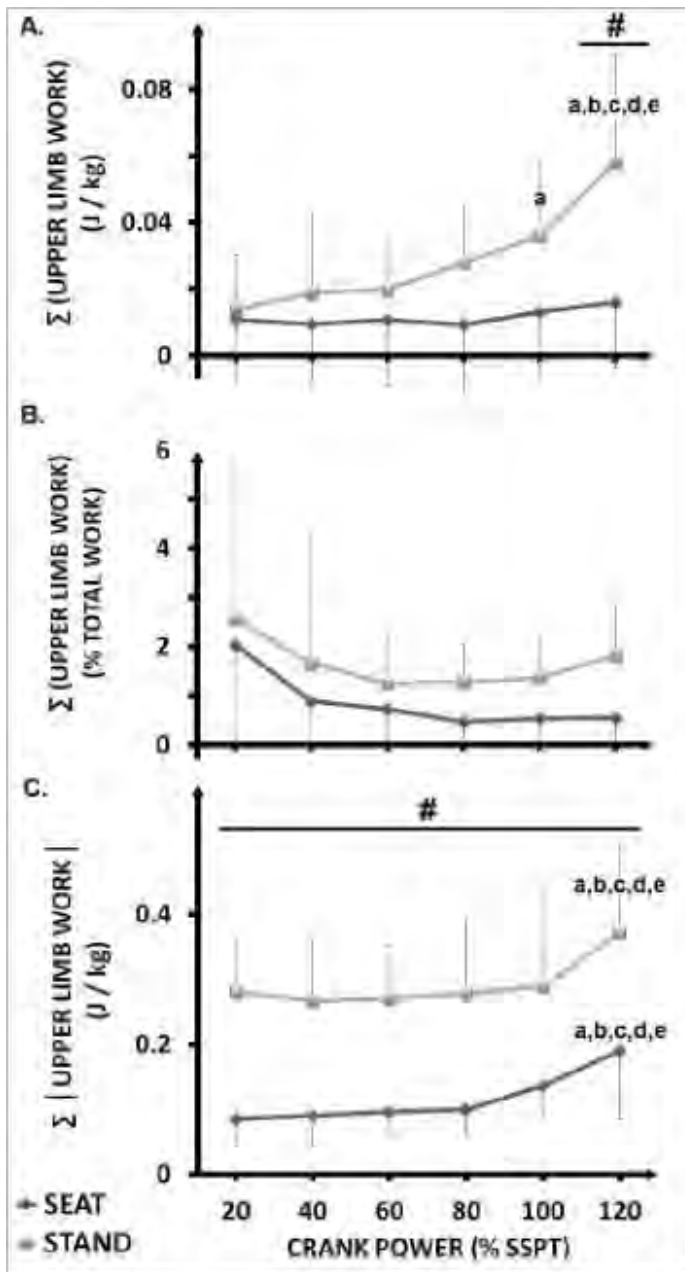 A.
#
Σ (UPPER LIMB WORK)
(J / kg)
0.08
0.04
0
a,b,c,d,e
a
B.
Σ (UPPER LIMB WORK)
(% TOTAL WORK)
6
4
2
0
C.
#
Σ | UPPER LIMB WORK |
(J / kg)
0.4
0.2
0
a,b,c,d,e
a,b,c,d,e
SEAT
STAND
20 40 60 80 100 120
CRANK POWER (% SSPT)